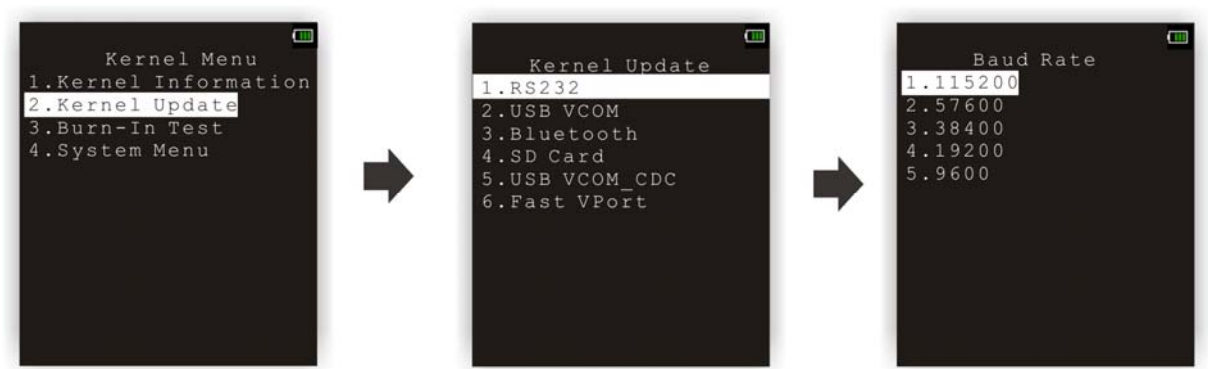 Kernel Menu
1.Kernel Information
2.Kernel Update
3.Burn-In Test
4.System Menu
Kernel Update
1.RS232
2.USB VCOM
3.Bluetooth
4.SD Card
5.USB VCOM_CDC
6.Fast VPort
Baud Rate
1.115200
2.57600
3.38400
4.19200
5.9600